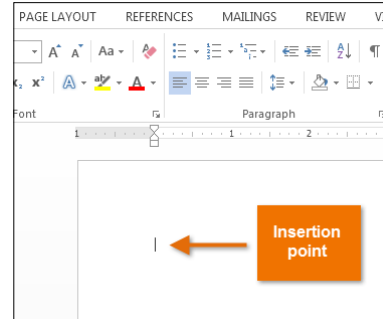 PAGE LAYOUT REFERENCES MAILINGS REVIEW
Aa
Font Paragraph
1 1 2
Insertion
point